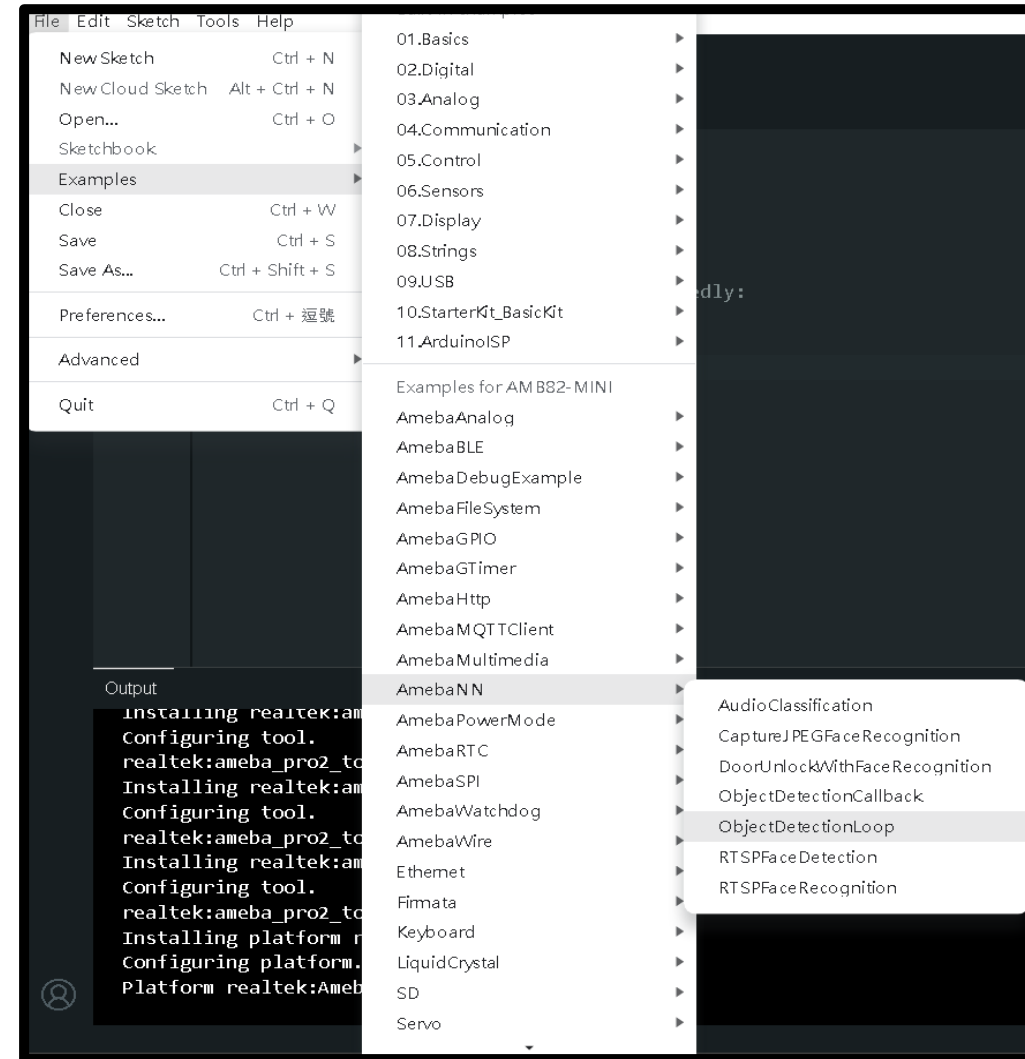 File Edit Sketch Tools Help
New Sketch Ctrl + N
New Cloud Sketch Alt + Ctrl + N
Open... Ctrl + O
Sketchbook
Examples
Close Ctrl + W
Save Ctrl + S
Save As... Ctrl + Shift + S
Preferences... Ctrl + 逗號
Advanced
Quit Ctrl + Q
01.Basics
02.Digital
03.Analog
04.Communication
05.Control
06.Sensors
07.Display
08.Strings
09.USB
10.StarterKit_BasicKit
11.ArduinoISP
Examples for AMB82-MINI
AmebaAnalog
AmebaBLE
AmebaDebugExample
AmebaFileSystem
AmebaGPIO
AmebaGTimer
AmebaHttp
AmebaMQTTClient
AmebaMultimedia
AmebaNN
AmebaPowerMode
AmebaRTC
AmebaSPI
AmebaWatchdog
AmebaWire
Ethernet
Firmata
Keyboard
LiquidCrystal
SD
Servo
AudioClassification
CaptureJPEGFaceRecognition
DoorUnlockWithFaceRecognition
ObjectDetectionCallback
ObjectDetectionLoop
RTSPFaceDetection
RTSPFaceRecognition
edly:
Output
Installing realtek:am
Configuring tool.
realtek:ameba_pro2_to
Installing realtek:am
Configuring tool.
realtek:ameba_pro2_to
Installing realtek:am
Configuring tool.
realtek:ameba_pro2_to
Installing platform r
Configuring platform.
Platform realtek:Ameb